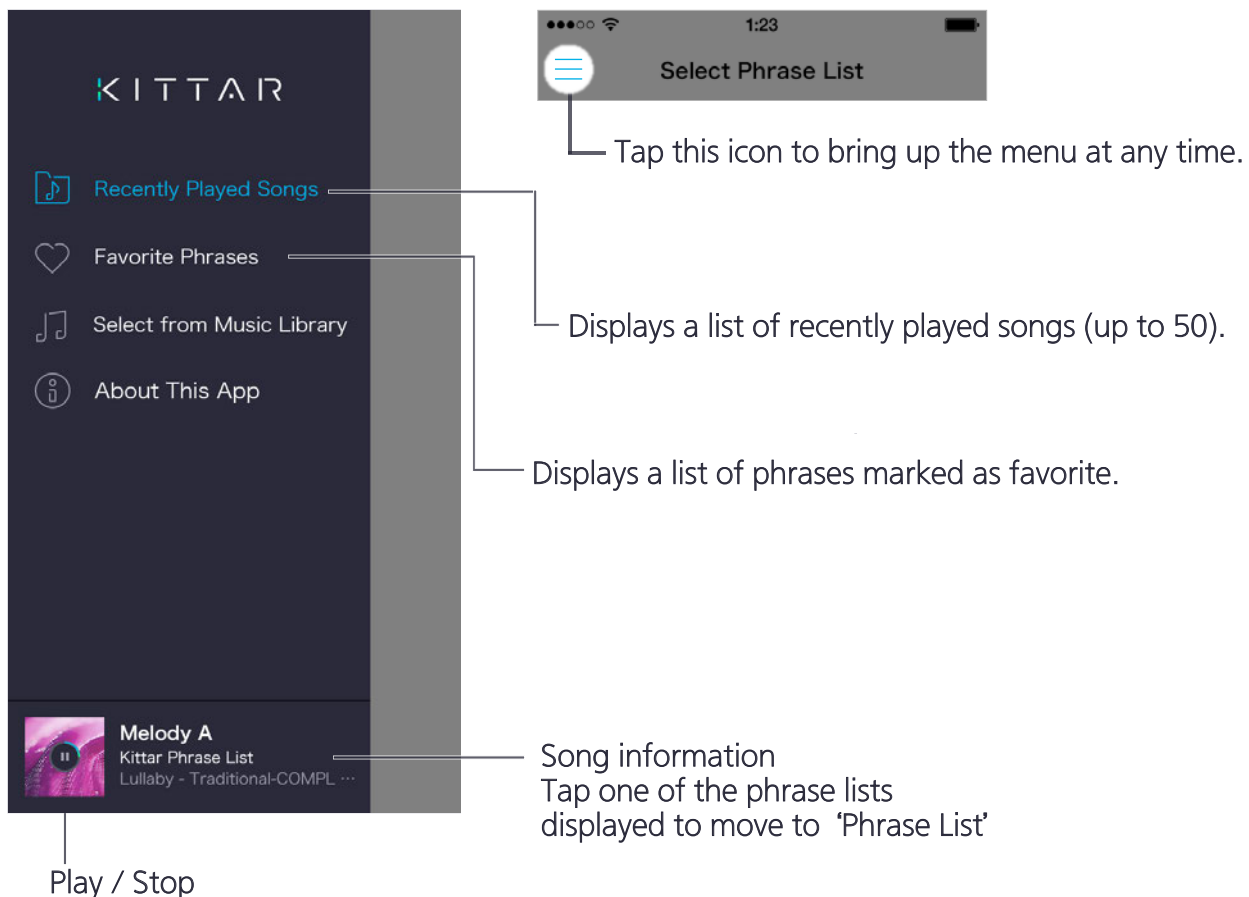 KITTAR
Recently Played Songs
Favorite Phrases
Select from Music Library
About This App
Melody A
Kittar Phrase List
Lullaby - Traditional-COMPL ···
Play / Stop
1:23
Select Phrase List
Tap this icon to bring up the menu at any time.
Displays a list of recently played songs (up to 50).
Displays a list of phrases marked as favorite.
Song information
Tap one of the phrase lists
displayed to move to ‘Phrase List’